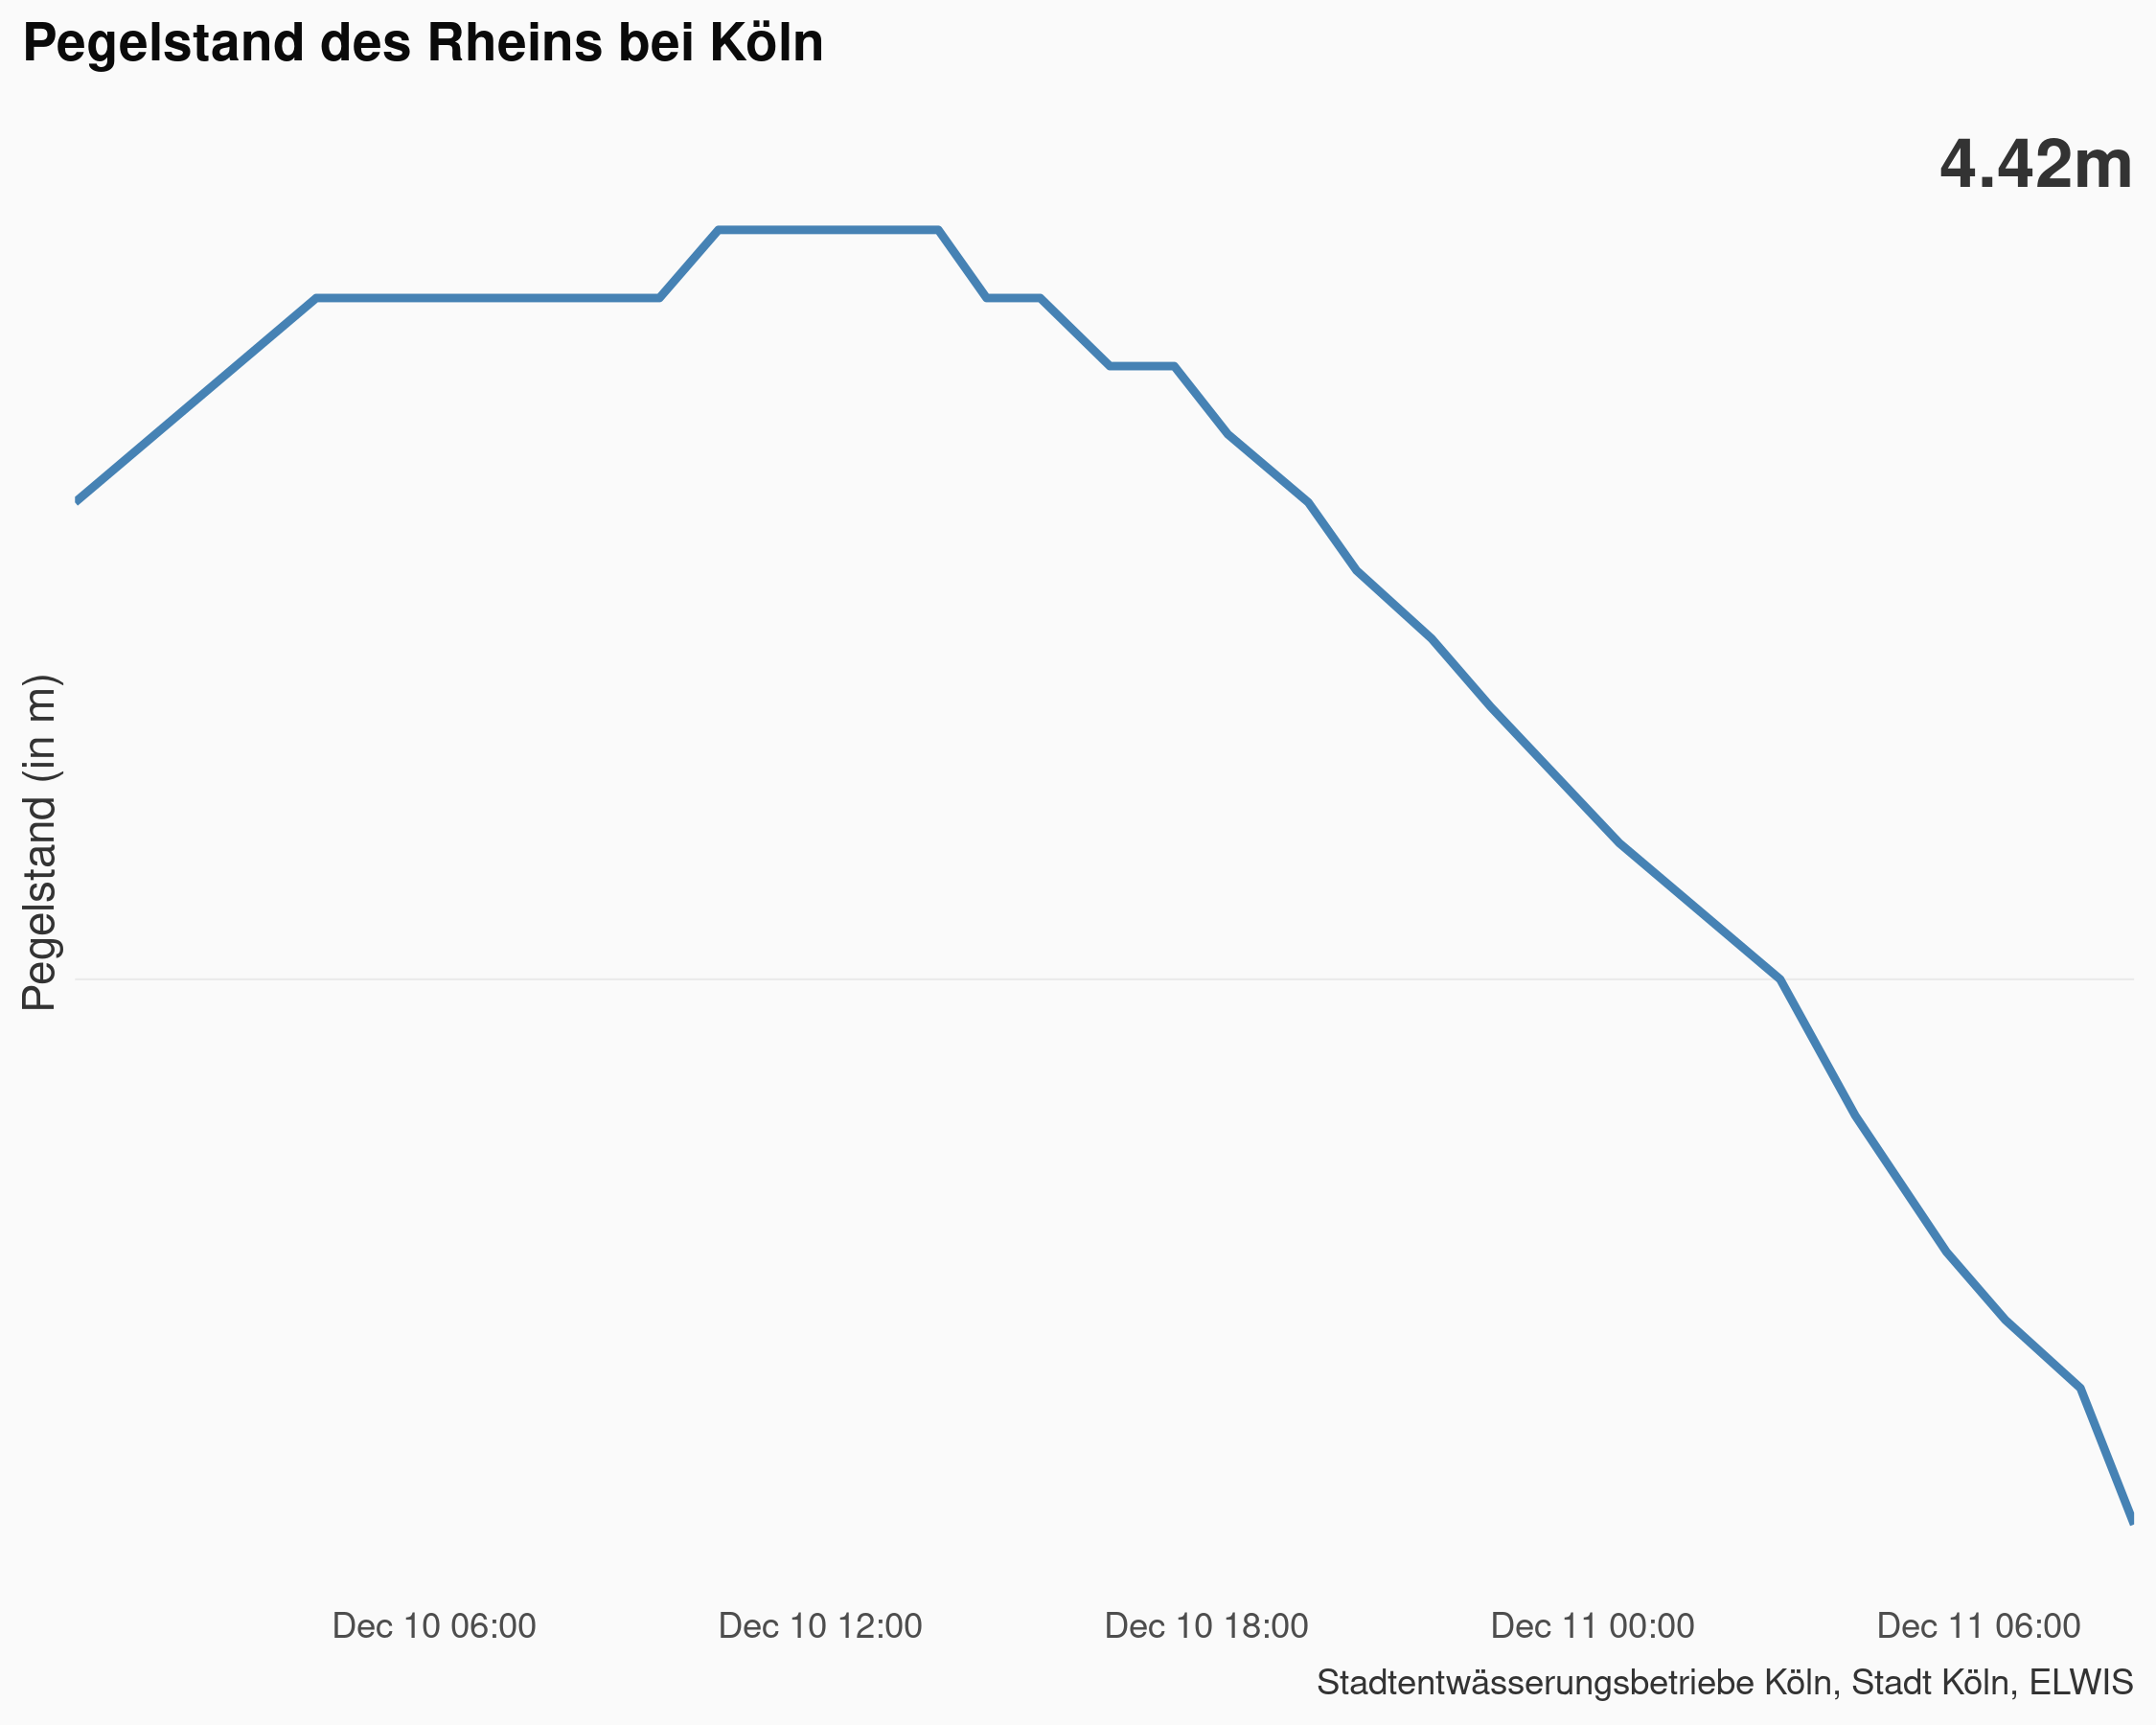 Pegelstand des Rheins bei Köln
4.42m
Pegelstand (in m)
Dec 10 06:00
Dec 10 12:00
Dec 10 18:00
Dec 11 00:00
Dec 11 06:00
Stadtentwässerungsbetriebe Köln, Stadt Köln, ELWIS